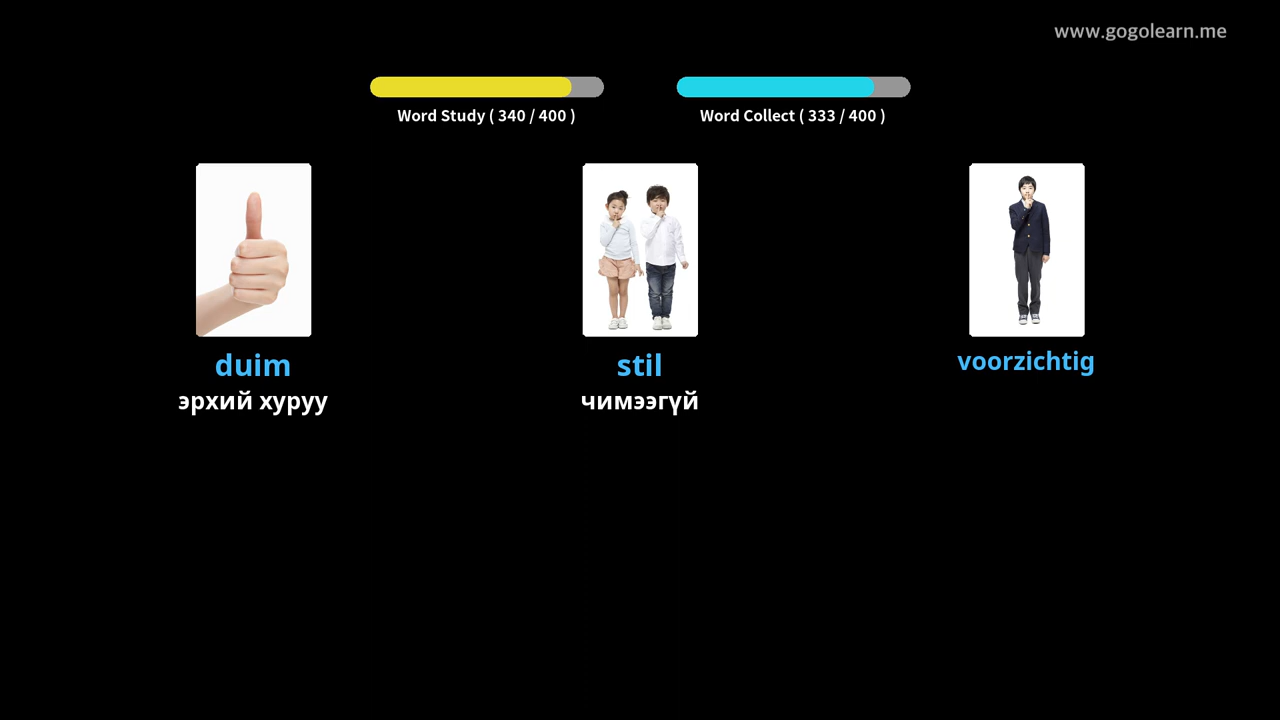 www.gogolearn.me
Word Study ( 340 / 400 )
Word Collect ( 333 / 400 )
duim
stil
voorzichtig
эрхий хуруу
чимээгүй